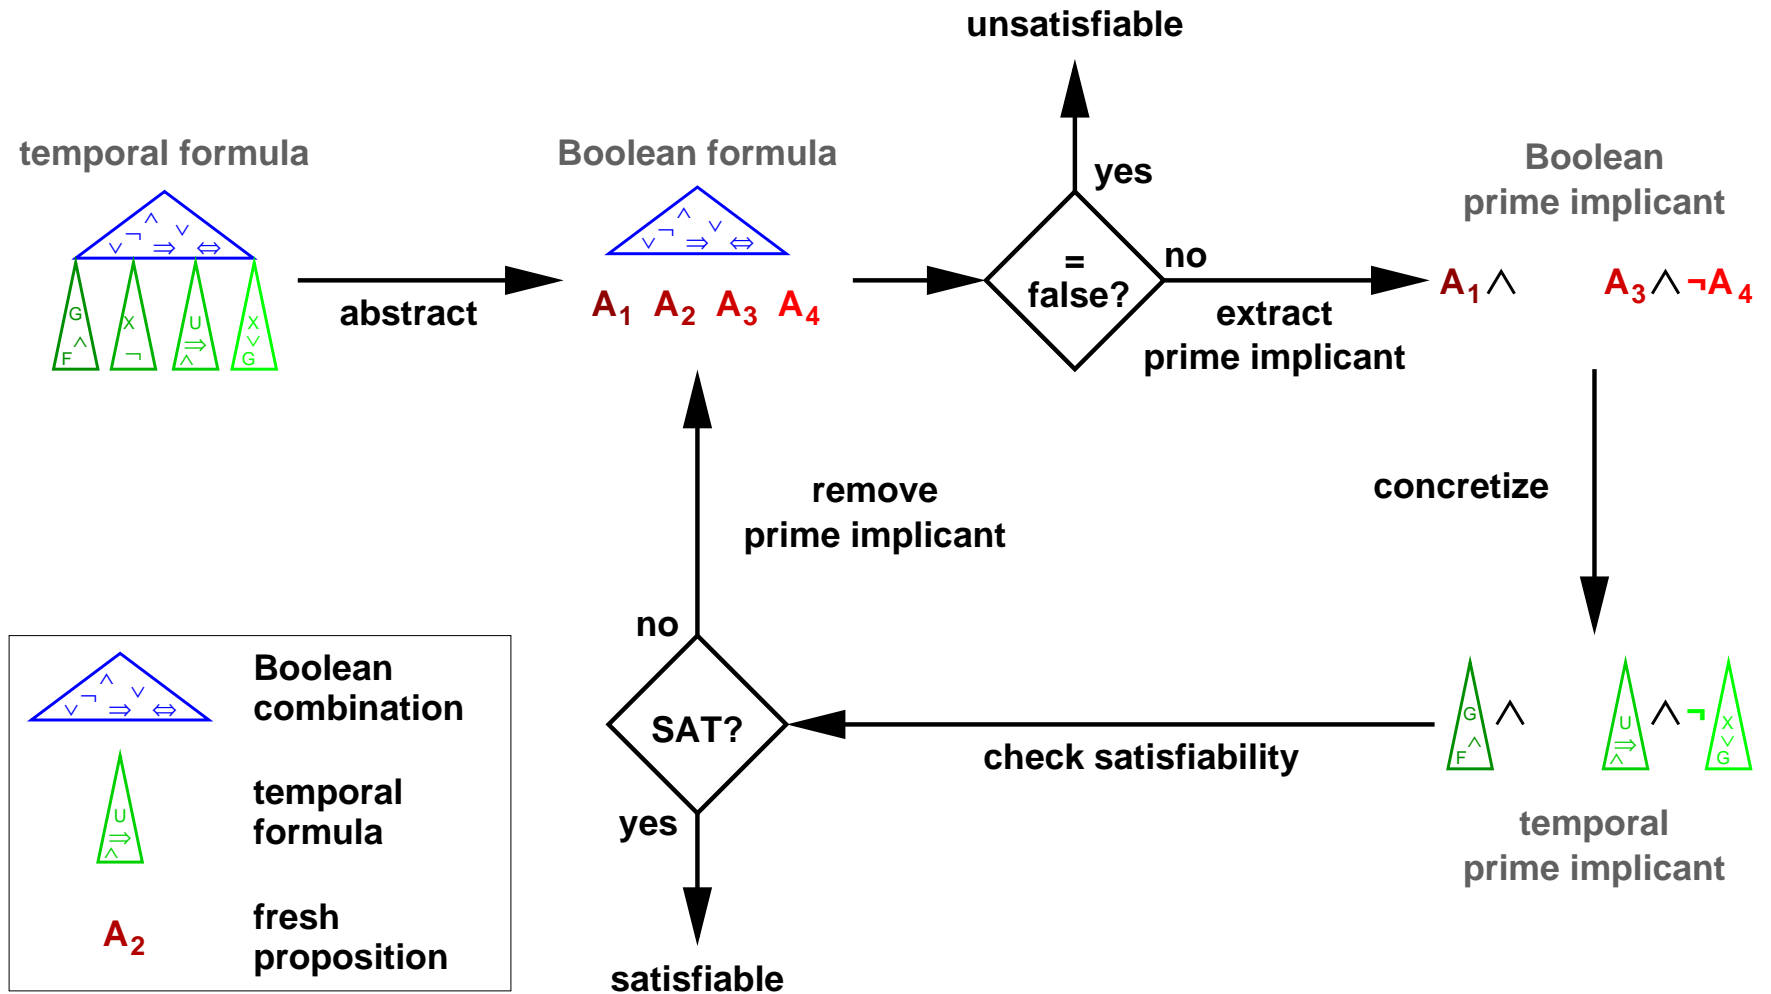 unsatisfiable
temporal formula
Boolean formula
yes
Boolean
prime implicant
∧
∨ ¬ ∨
⇒ ⇔
∧
∨ ¬ ∨
⇒ ⇔
no
=
false?
abstract
A1 A2 A3 A4
extract
prime implicant
A1 ∧ A3 ∧ ¬A4
G X U X
∧ ⇒ ∨
F ¬ ∧ G
remove
prime implicant
concretize
no
SAT?
yes
check satisfiability
G ∧ U ∧ ¬ X
∧ ⇒ ∨
F ∧ G
temporal
prime implicant
satisfiable
∧
∨ ¬ ∨
⇒ ⇔
Boolean
combination
U
⇒
∧
temporal
formula
A2
fresh
proposition